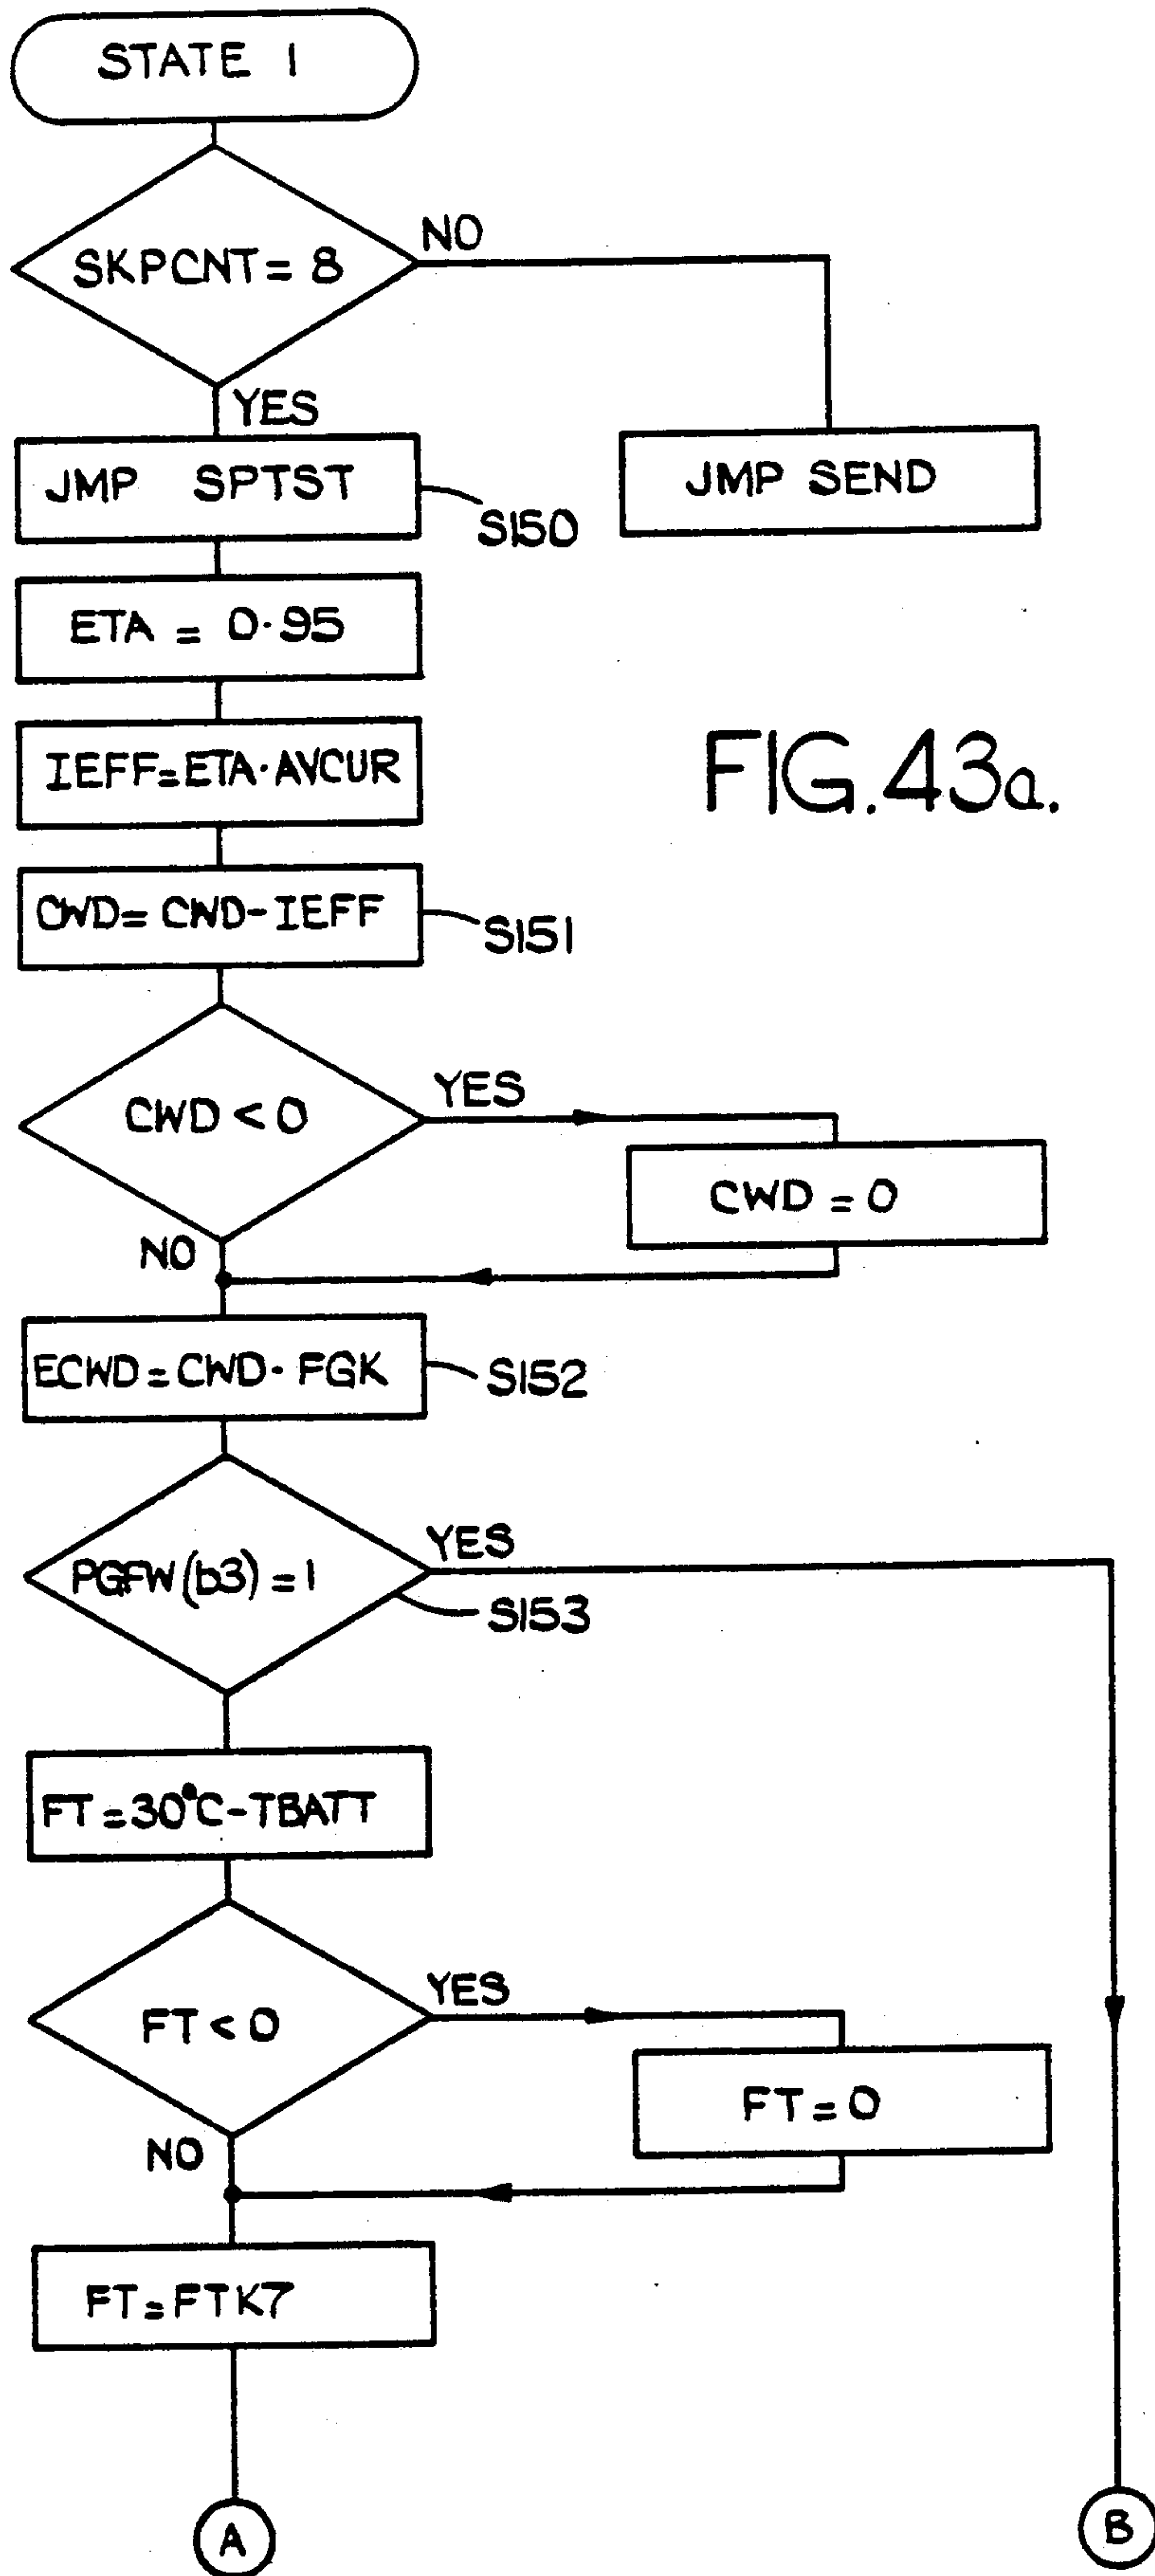 STATE 1
SKPCNT = 8
NO
YES
JMP SPTST
S150
JMP SEND
ETA = 0.95
IEFF=ETA·AVCUR
FIG.43a.
CWD= CWD-IEFF
S151
CWD < 0
YES
CWD = 0
NO
ECWD=CWD- FGK
S152
PGFW(b3) = 1
YES
S153
FT=30°C-TBATT
FT < 0
YES
FT = 0
NO
FT=FTK7
A
B